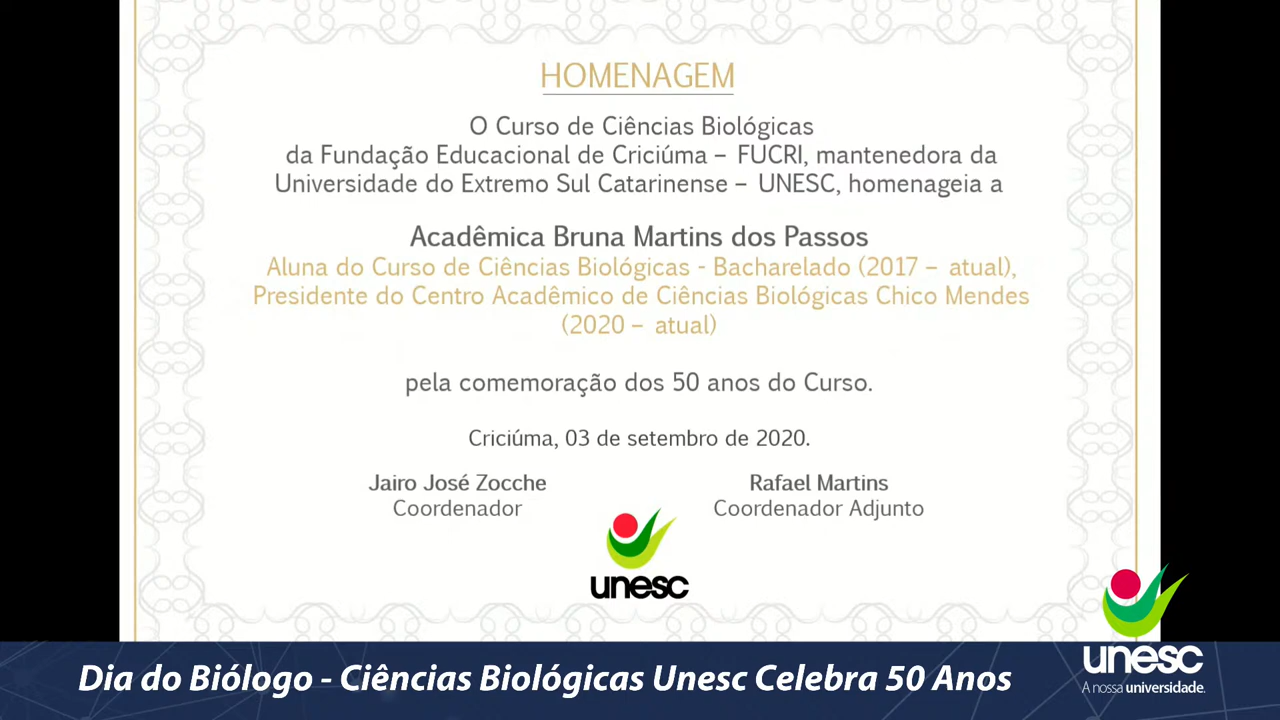 HOMENAGEM
O Curso de Ciências Biológicas
da Fundação Educacional de Criciúma – FUCRI, mantenedora da
Universidade do Extremo Sul Catarinense – UNESC, homenageia a
Acadêmica Bruna Martins dos Passos
Aluna do Curso de Ciências Biológicas - Bacharelado (2017 – atual),
Presidente do Centro Acadêmico de Ciências Biológicas Chico Mendes
(2020 – atual)
pela comemoração dos 50 anos do Curso.
Criciúma, 03 de setembro de 2020.
Jairo José Zocche
Coordenador
Rafael Martins
Coordenador Adjunto
unesc
Dia do Biólogo - Ciências Biológicas Unesc Celebra 50 Anos
unesc
A nossa universidade.